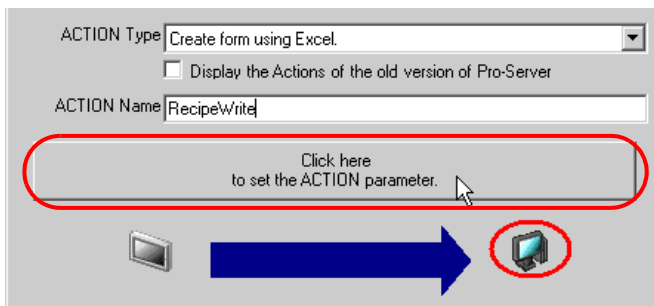 ACTION Type Create form using Excel.
Display the Actions of the old version of Pro-Server
ACTION Name RecipeWrite
Click here
to set the ACTION parameter.